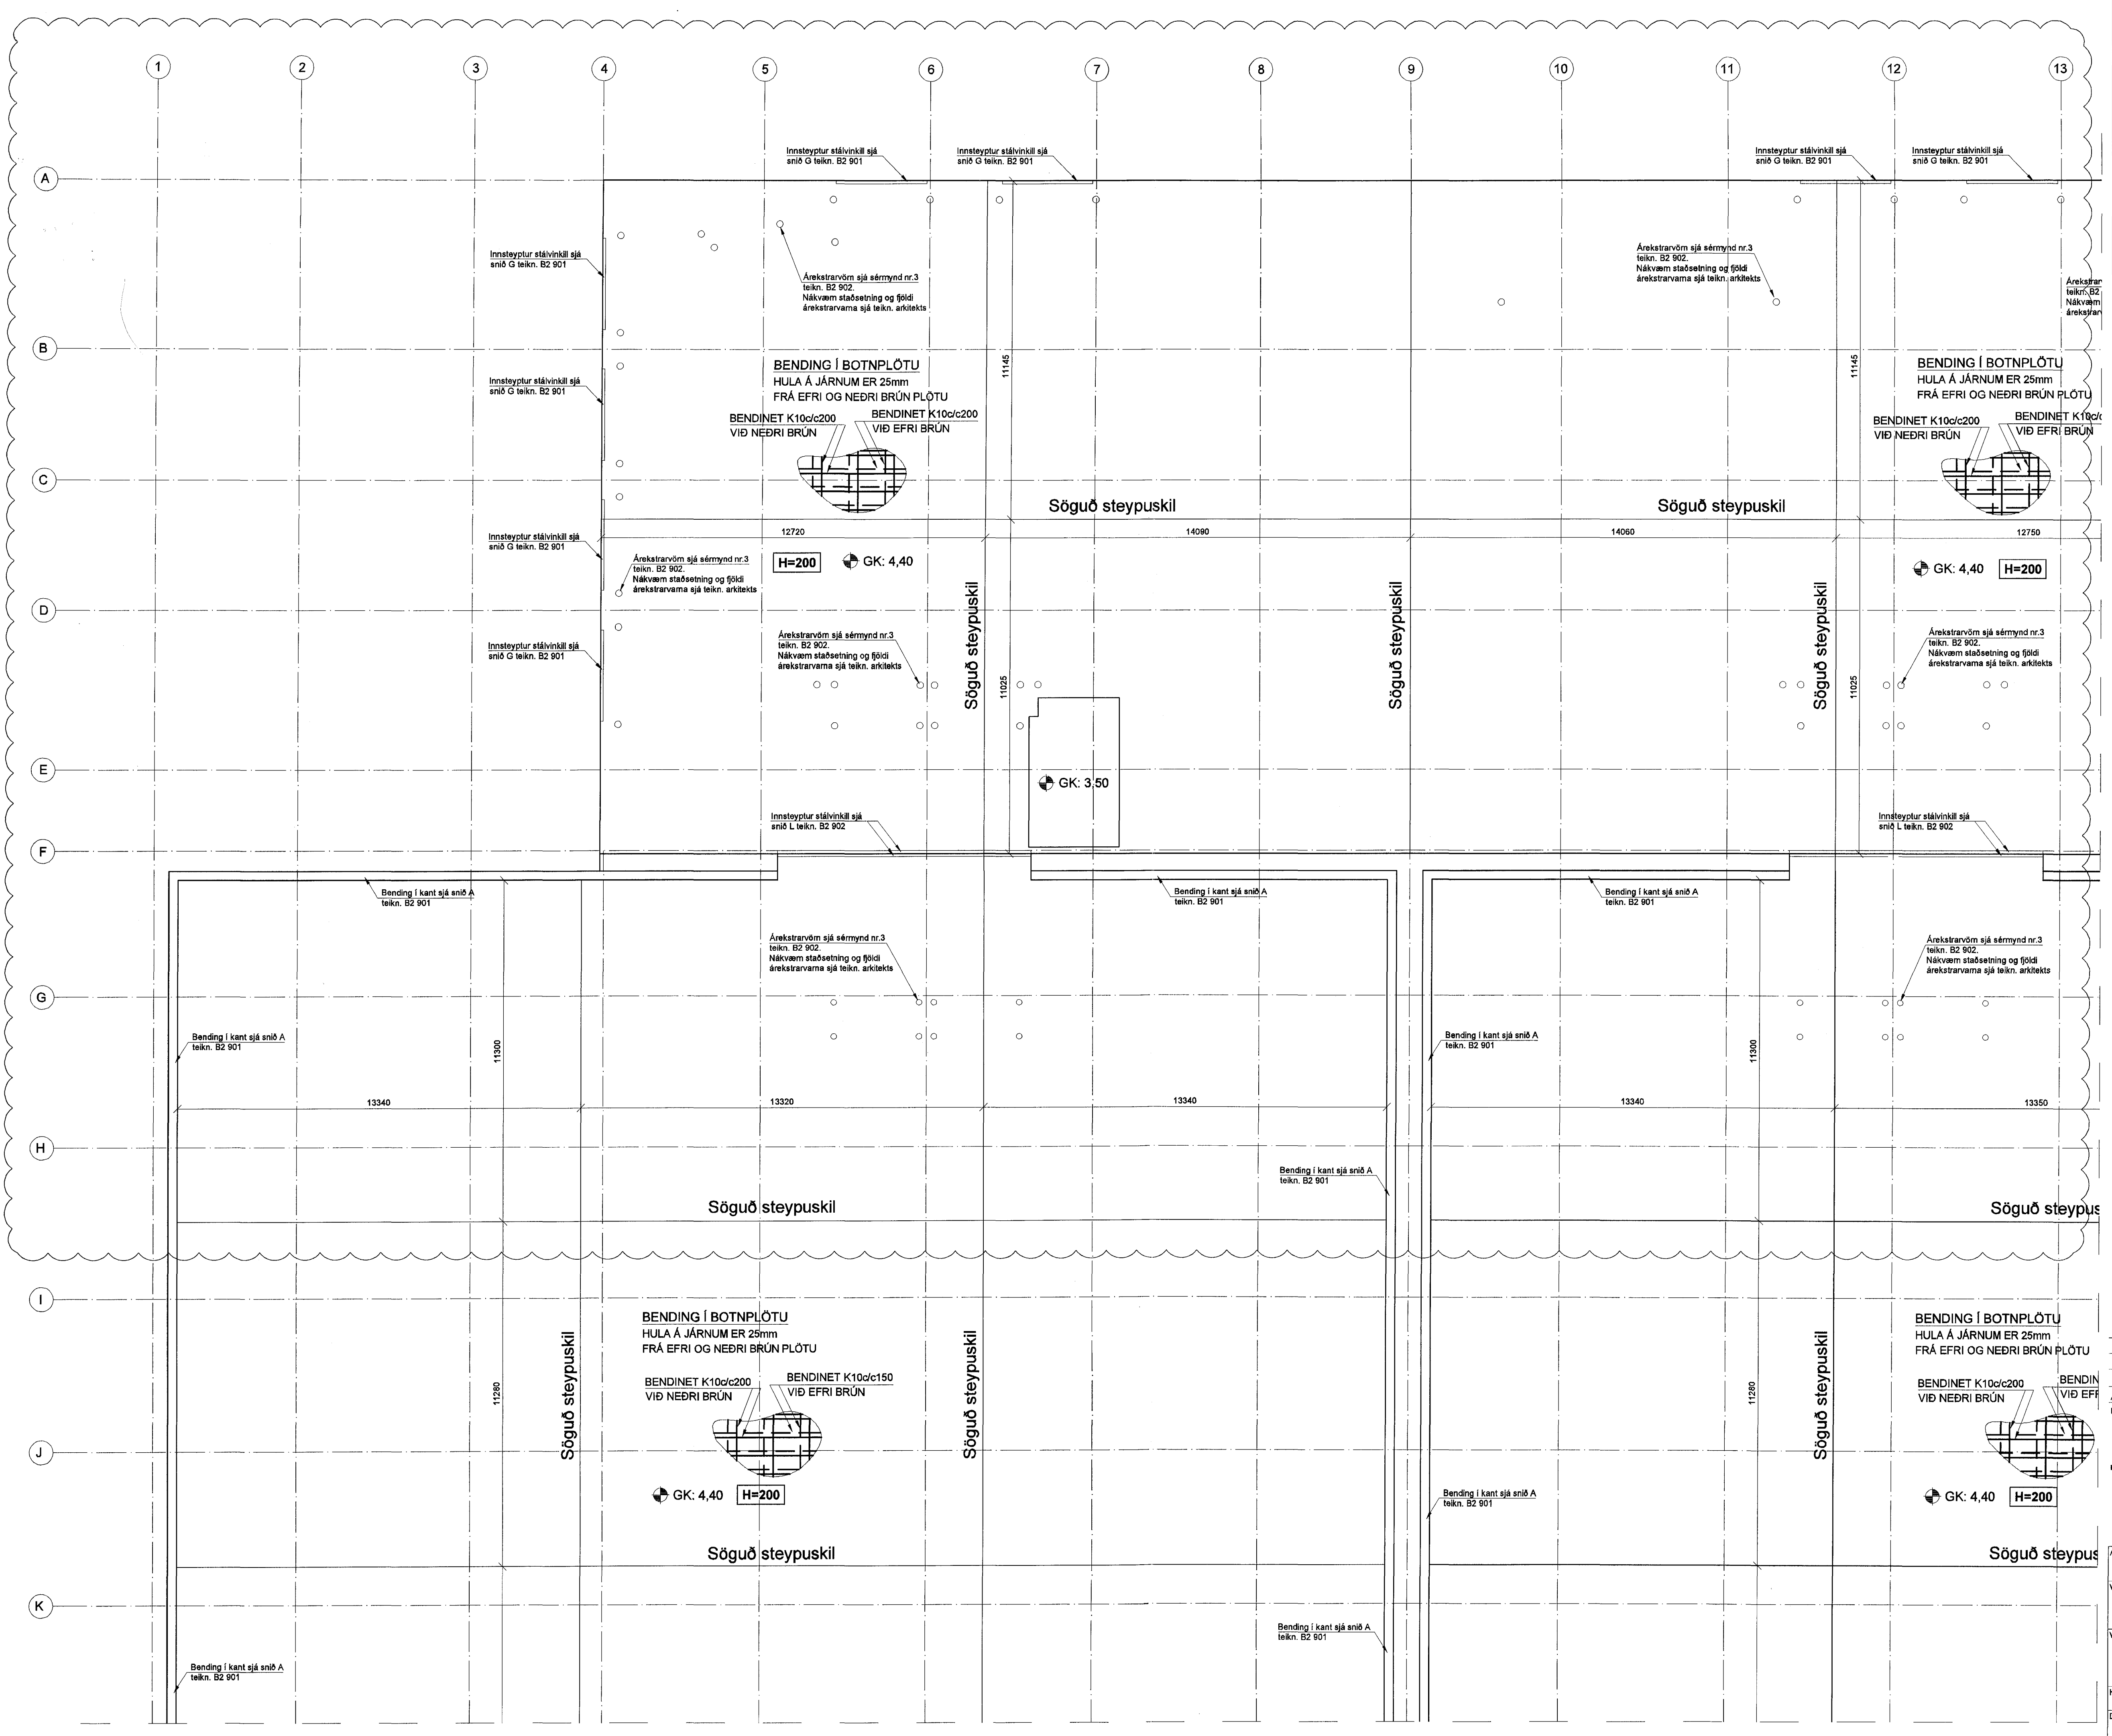 1 2 3 4 5 6 7 8 9 10 11 12 13
Innsteyptur stálvinkill sjá
snið G teikn. B2 901
Innsteyptur stálvinkill sjá
snið G teikn. B2 901
Innsteyptur stálvinkill sjá
snið G teikn. B2 901
Innsteyptur stálvinkill sjá
snið G teikn. B2 901
A
Innsteyptur stálvinkill sjá
snið G teikn. B2 901
Árekstrarvörn sjá sérmynd nr.3
teikn. B2 902.
Nákvæm staðsetning og fjöldi
árekstrarvarna sjá teikn. arkitekts
Árekstrarvörn sjá sérmynd nr.3
teikn. B2 902.
Nákvæm staðsetning og fjöldi
árekstrarvarna sjá teikn. arkitekts
teikn. B2
Nákvæm
B
11145
11145
Innsteyptur stálvinkill sjá
snið G teikn. B2 901
BENDING Í BOTNPLÖTU
HULA Á JÁRNUM ER 25mm
FRÁ EFRI OG NEÐRI BRÚN PLÖTU
BENDINET K10c/c200
VIÐ NEÐRI BRÚN
BENDINET K10c/c200
VIÐ EFRI BRÚN
BENDING Í BOTNPLÖTU
HULA Á JÁRNUM ER 25mm
FRÁ EFRI OG NEÐRI BRÚN PLÖTU
BENDINET K10c/c200
VIÐ NEÐRI BRÚN
BENDINET K10c/c
VIÐ EFRI BRÚN
C
Söguð steypuskil
Söguð steypuskil
12720
14090
14060
12750
Innsteyptur stálvinkill sjá
snið G teikn. B2 901
Árekstrarvörn sjá sérmynd nr.3
teikn. B2 902.
Nákvæm staðsetning og fjöldi
árekstrarvarna sjá teikn. arkitekts
H=200
GK: 4,40
GK: 4,40
H=200
D
Söguð steypuskil
Söguð steypuskil
Söguð steypuskil
11025
11025
Innsteyptur stálvinkill sjá
snið G teikn. B2 901
Árekstrarvörn sjá sérmynd nr.3
teikn. B2 902.
Nákvæm staðsetning og fjöldi
árekstrarvarna sjá teikn. arkitekts
Árekstrarvörn sjá sérmynd nr.3
teikn. B2 902.
Nákvæm staðsetning og fjöldi
árekstrarvarna sjá teikn. arkitekts
E
GK: 3,50
Innsteyptur stálvinkill sjá
snið L teikn. B2 902
Innsteyptur stálvinkill sjá
snið L teikn. B2 902
F
Bending í kant sjá snið A
teikn. B2 901
Bending í kant sjá snið A
teikn. B2 901
Bending í kant sjá snið A
teikn. B2 901
Árekstrarvörn sjá sérmynd nr.3
teikn. B2 902.
Nákvæm staðsetning og fjöldi
árekstrarvarna sjá teikn. arkitekts
Árekstrarvörn sjá sérmynd nr.3
teikn. B2 902.
Nákvæm staðsetning og fjöldi
árekstrarvarna sjá teikn. arkitekts
G
Bending í kant sjá snið A
teikn. B2 901
11300
Bending í kant sjá snið A
teikn. B2 901
11300
13340
13320
13340
13340
13350
H
Bending í kant sjá snið A
teikn. B2 901
Söguð steypuskil
Söguð steypus
I
BENDING Í BOTNPLÖTU
HULA Á JÁRNUM ER 25mm
FRÁ EFRI OG NEÐRI BRÚN PLÖTU
BENDINET K10c/c200
VIÐ NEÐRI BRÚN
BENDINET K10c/c150
VIÐ EFRI BRÚN
BENDING Í BOTNPLÖTU
HULA Á JÁRNUM ER 25mm
FRÁ EFRI OG NEÐRI BRÚN PLÖTU
BENDINET K10c/c200
VIÐ NEÐRI BRÚN
BENDIN
VIÐ EFF
11280
Söguð steypuskil
Söguð steypuskil
11280
Söguð steypuskil
J
GK: 4,40
H=200
GK: 4,40
H=200
Bending í kant sjá snið A
teikn. B2 901
Söguð steypuskil
Söguð steypus
K
Bending í kant sjá snið A
teikn. B2 901
Bending í kant sjá snið A
teikn. B2 901